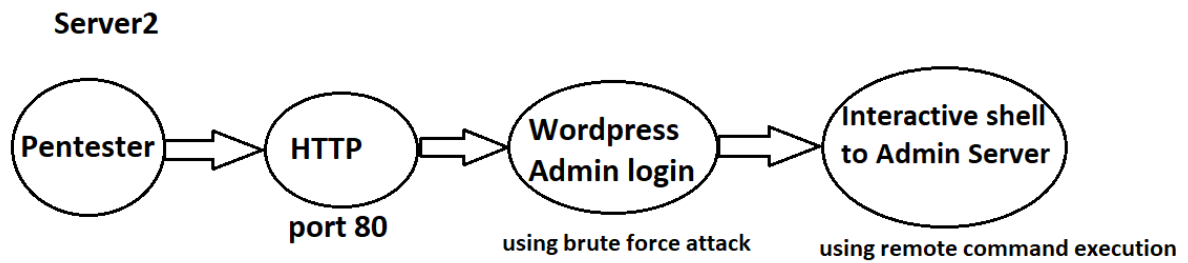 Server2
Pentester
HTTP
port 80
Wordpress
Admin login
using brute force attack
Interactive shell
to Admin Server
using remote command execution